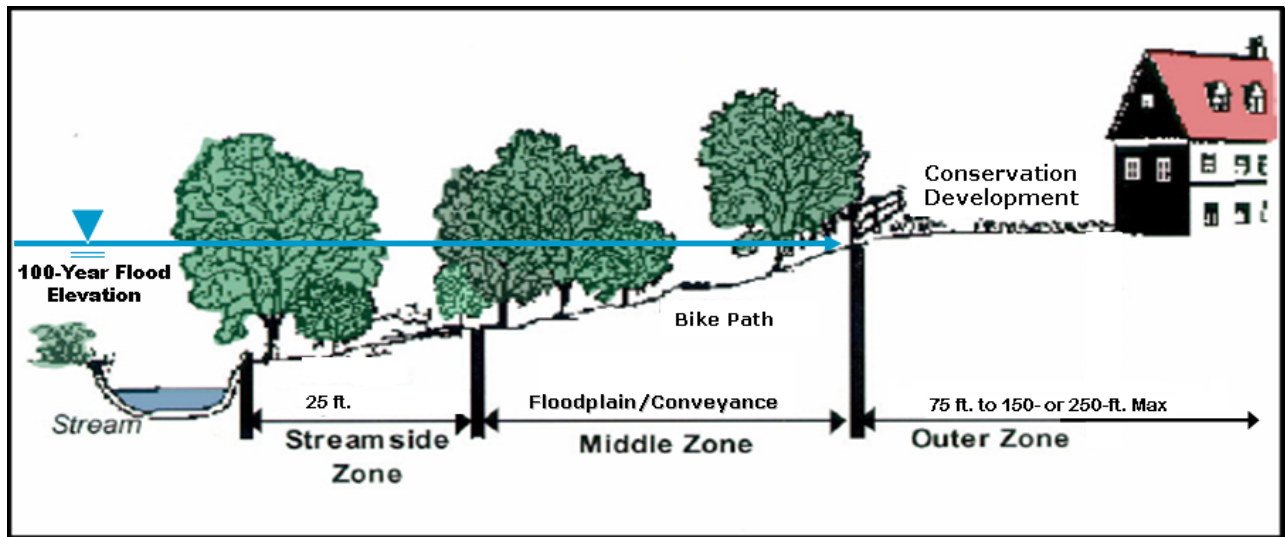 Conservation
Development
100-Year Flood
Elevation
Bike Path
Stream
25 ft.
Floodplain/Conveyance
75 ft. to 150- or 250-ft. Max
Streamside
Zone
Middle Zone
Outer Zone